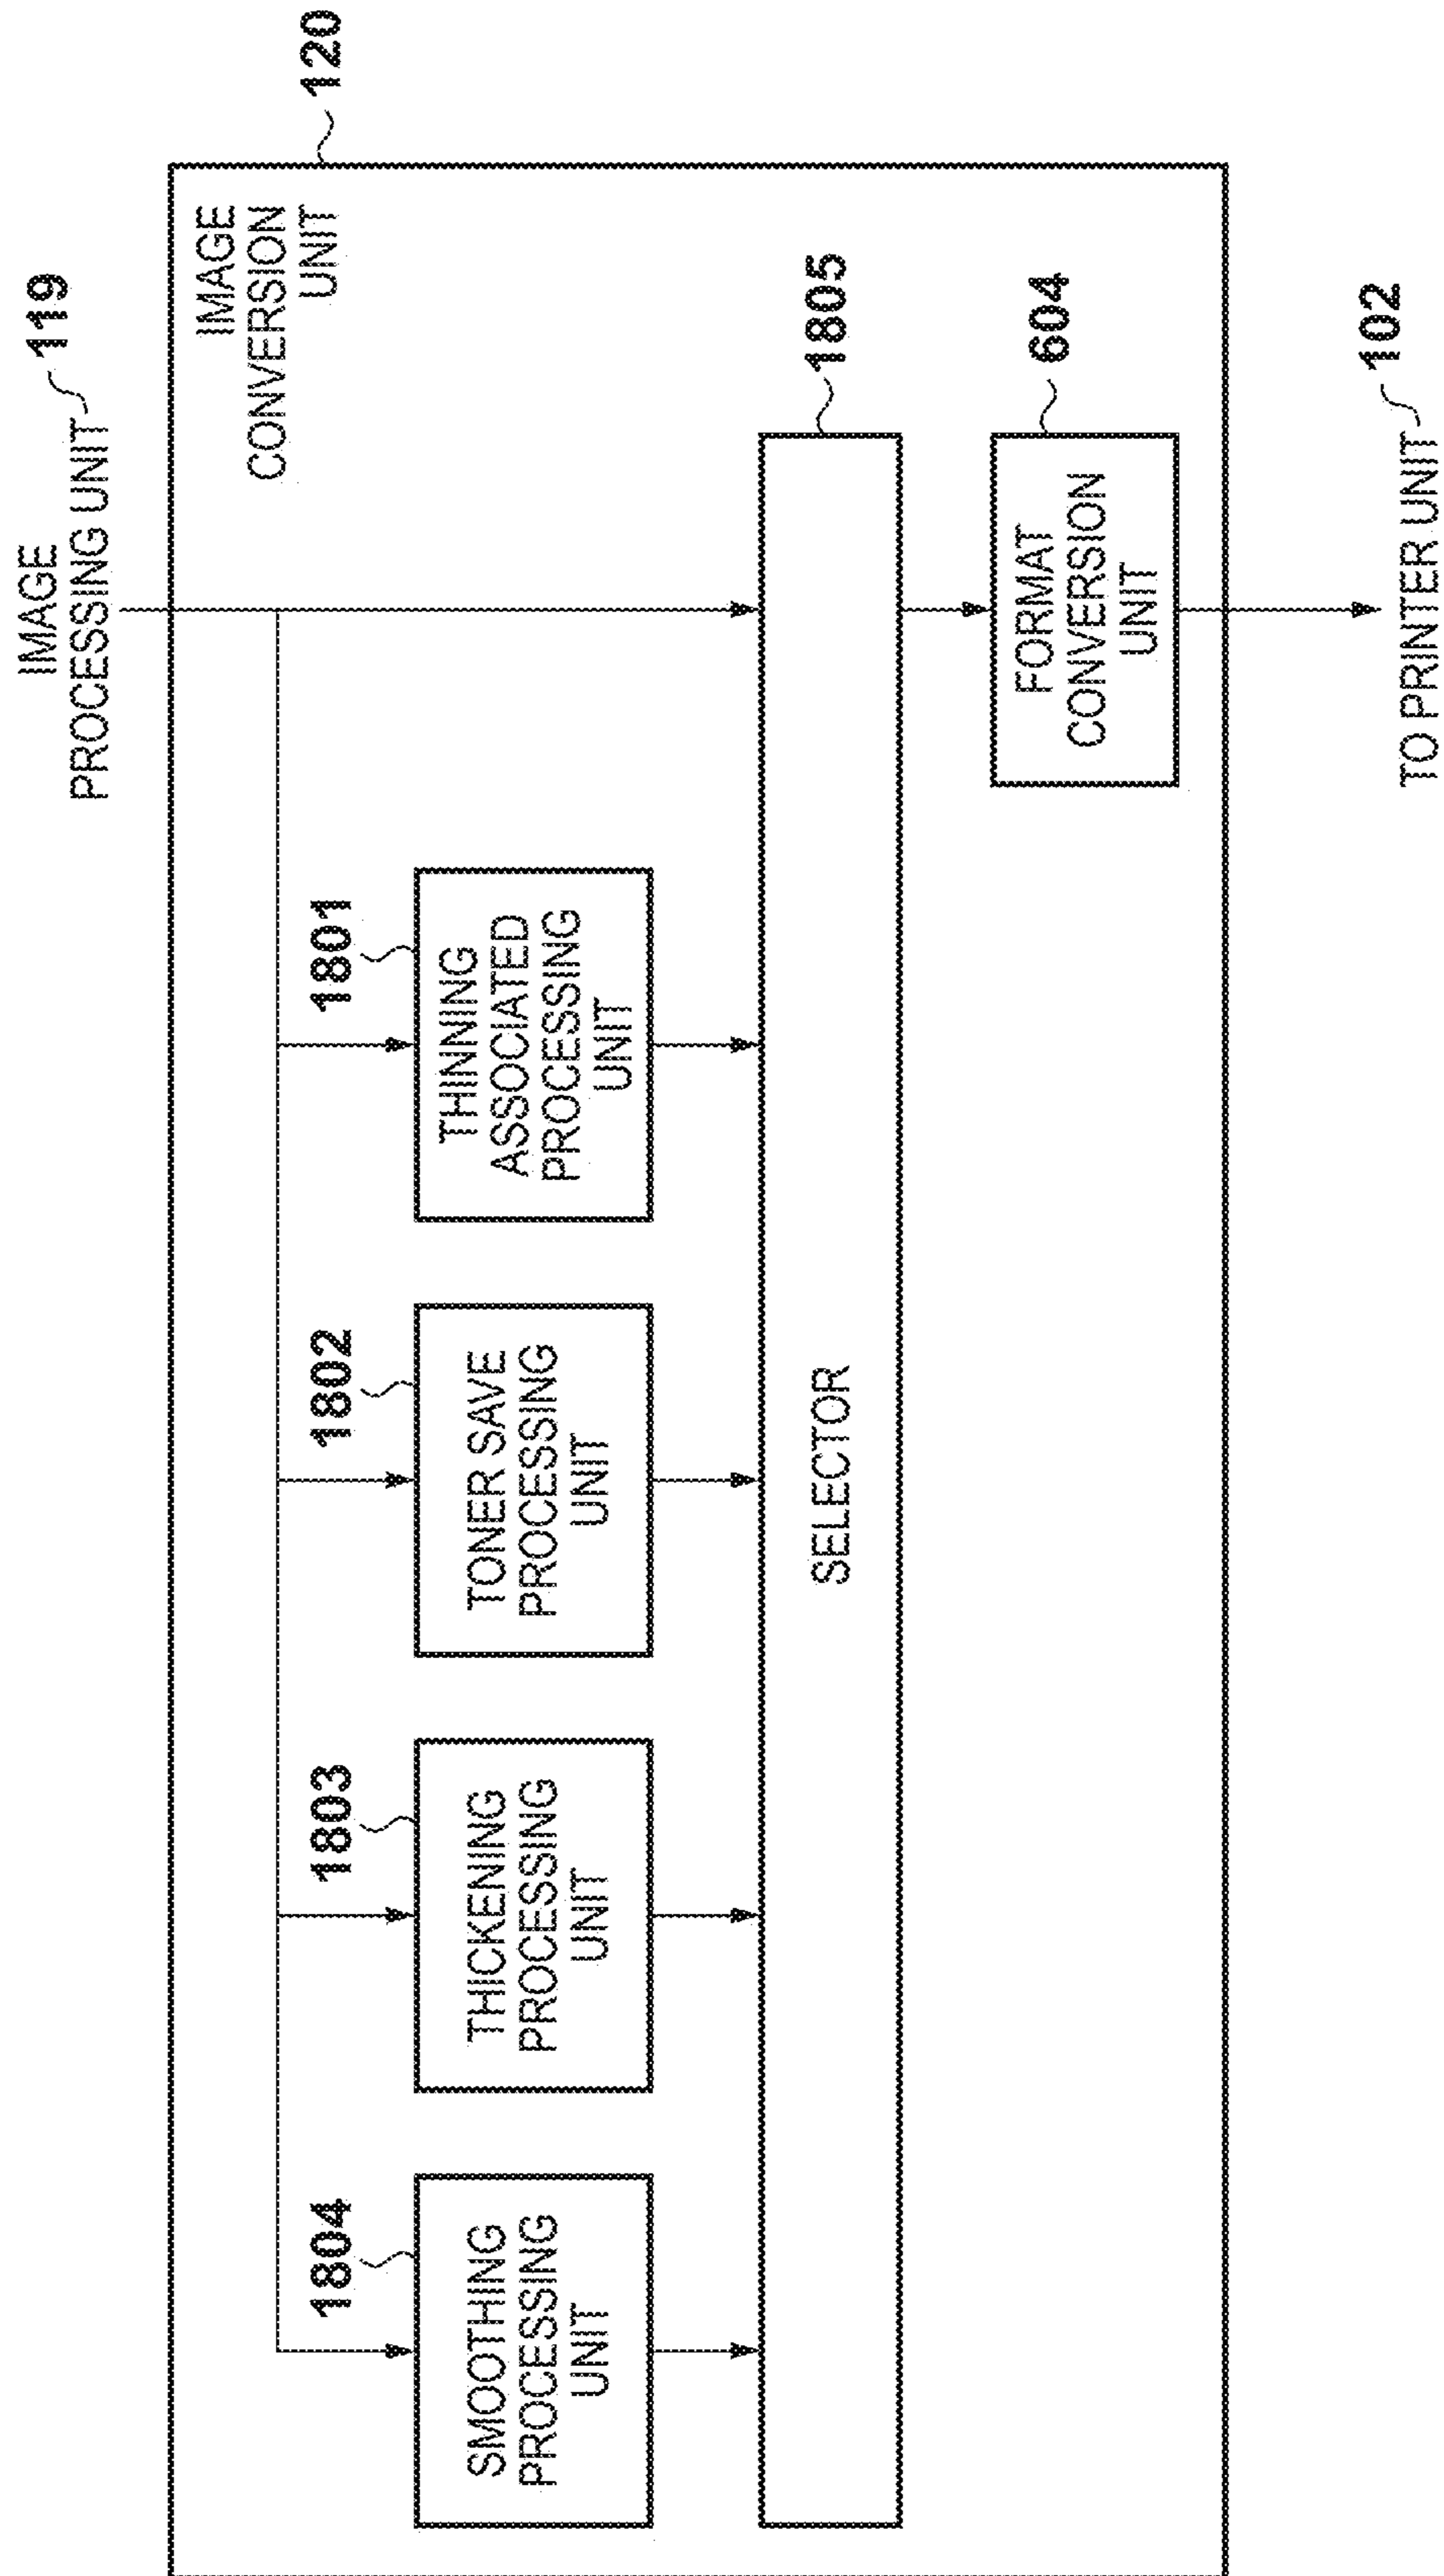 IMAGE
PROCESSING UNIT
119
120
IMAGE
CONVERSION
UNIT
1804
SMOOTHING
PROCESSING
UNIT
1803
THICKENING
PROCESSING
UNIT
1802
TONER SAVE
PROCESSING
UNIT
1801
THINNING
ASSOCIATED
PROCESSING
UNIT
SELECTOR
1805
FORMAT
CONVERSION
UNIT
604
TO PRINTER UNIT
102